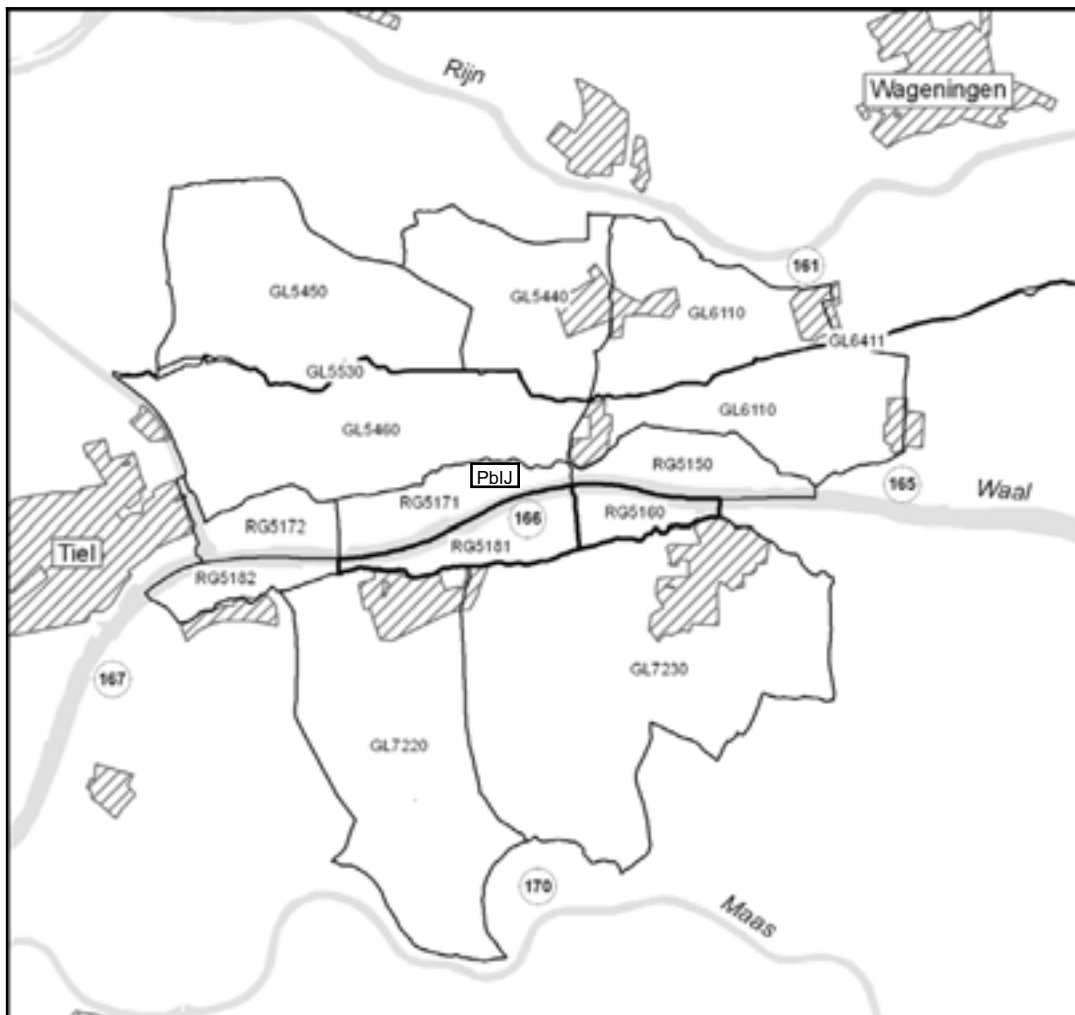 Rijn
Wageningen
161
GL5450
GL5440
GL6110
GL6411
GL5530
GL6110
GL5460
RG5150
PbIJ
165
Waal
RG5171
RG5160
166
RG5172
RG5181
Tiel
RG5182
GL7230
167
GL7220
170
Maas